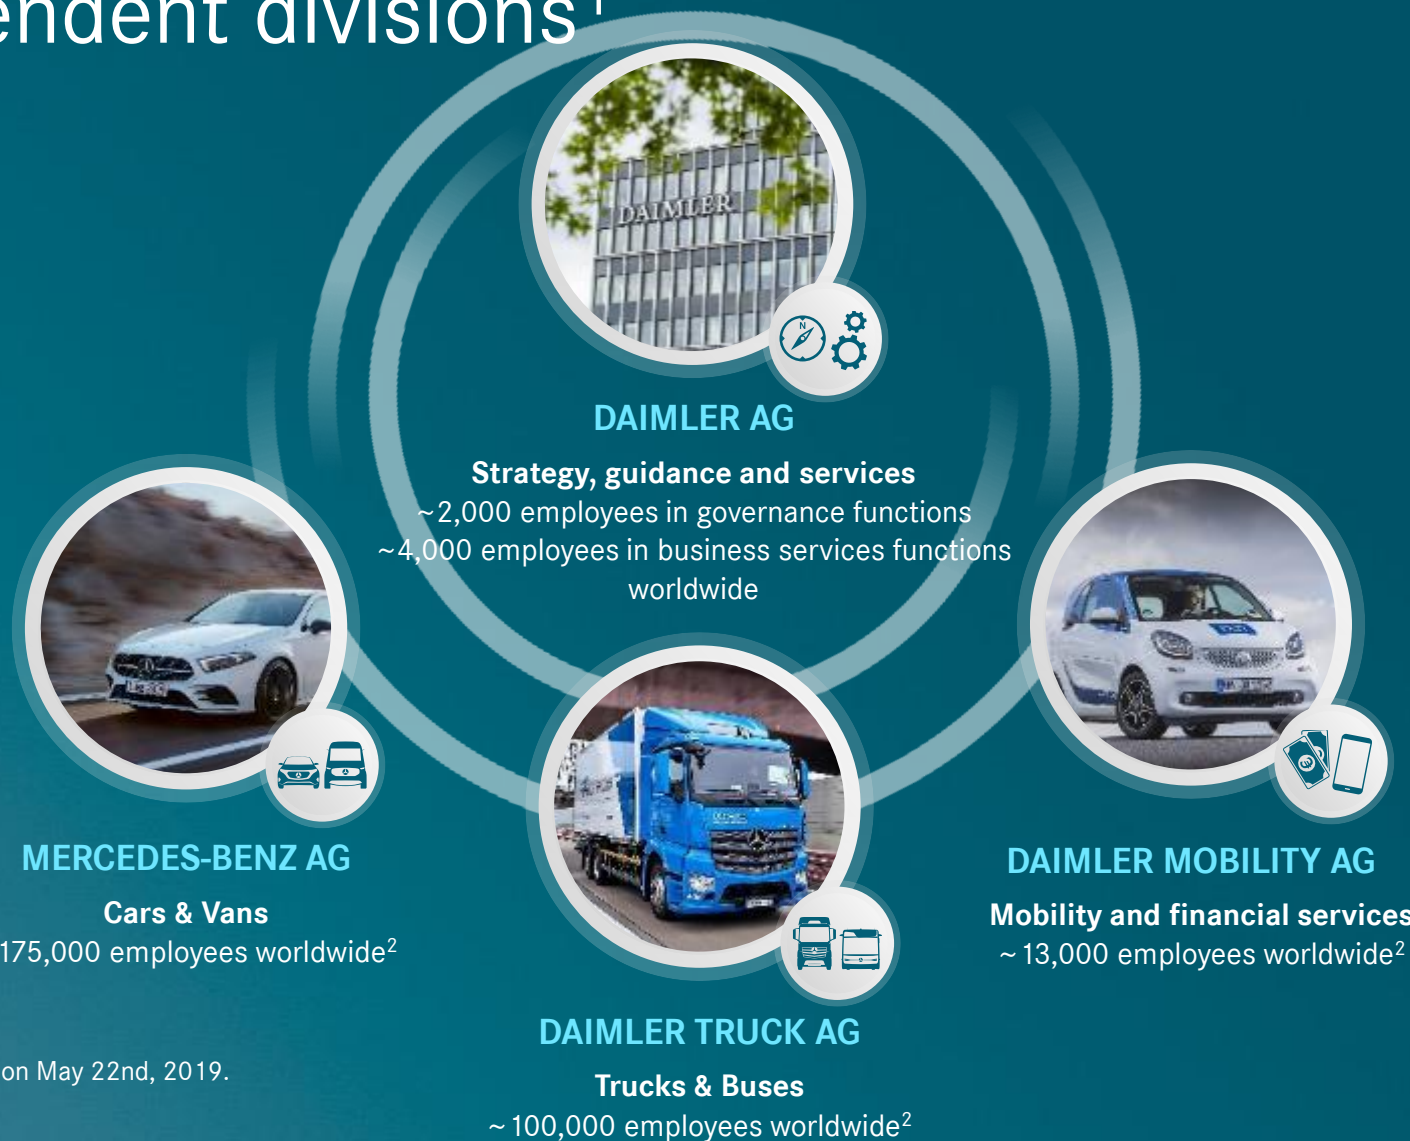 endent divisions¹
DAIMLER
N
DAIMLER AG
Strategy, guidance and services
~2,000 employees in governance functions
~4,000 employees in business services functions
worldwide
MERCEDES-BENZ AG
Cars & Vans
175,000 employees worldwide²
DAIMLER MOBILITY AG
Mobility and financial services
~13,000 employees worldwide²
DAIMLER TRUCK AG
Trucks & Buses
~100,000 employees worldwide²
on May 22nd, 2019.